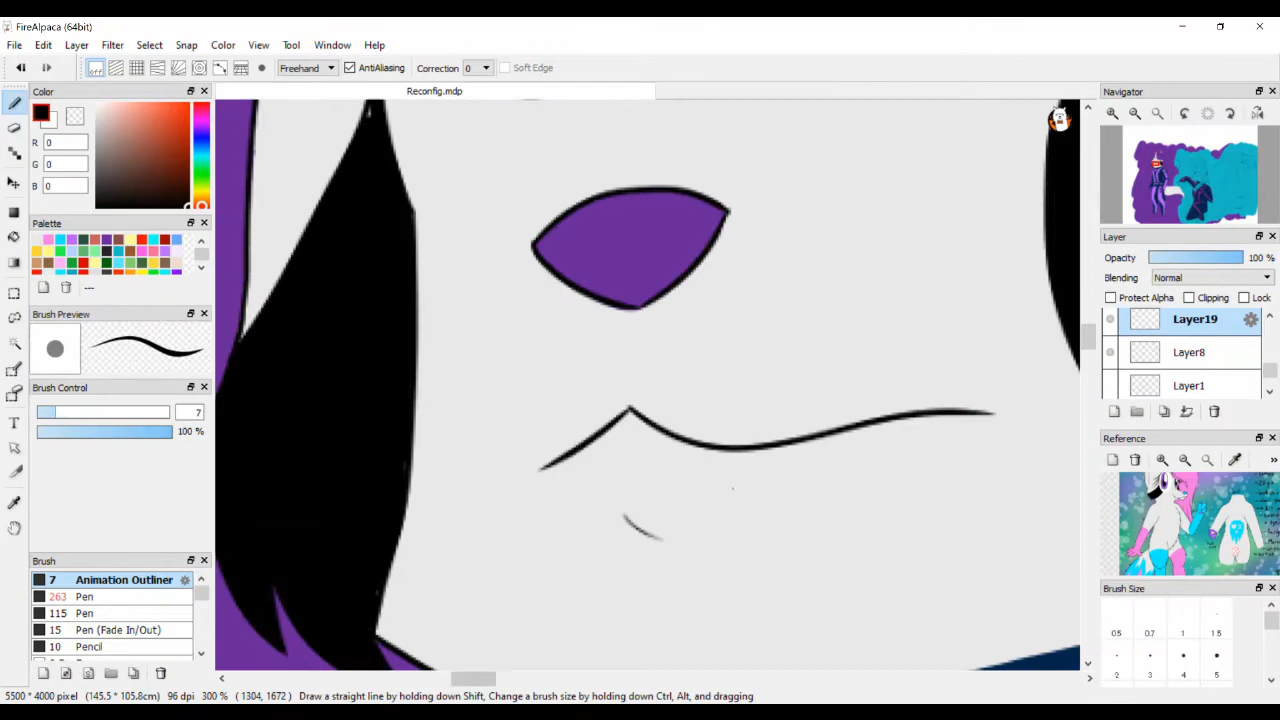 FireAlpaca (64bit)
File Edit Layer Filter Select Snap Color View Tool Window Help
off Freehand AntiAliasing Correction 0 Soft Edge
Color
Reconfig.mdp
Navigator
R 0
G 0
B 0
Palette
---
Brush Preview
Brush Control
7
100 %
Brush
7 Animation Outliner
263 Pen
115 Pen
15 Pen (Fade In/Out)
10 Pencil
Layer
Opacity 100 %
Blending Normal
Protect Alpha Clipping Lock
Layer19
Layer8
Layer1
Reference
»
Brush Size
0.5 0.7 1 1.5
2 3 4 5
5500 * 4000 pixel (145.5 * 105.8cm) 96 dpi 300 % ( 1304, 1672 ) Draw a straight line by holding down Shift, Change a brush size by holding down Ctrl, Alt, and dragging